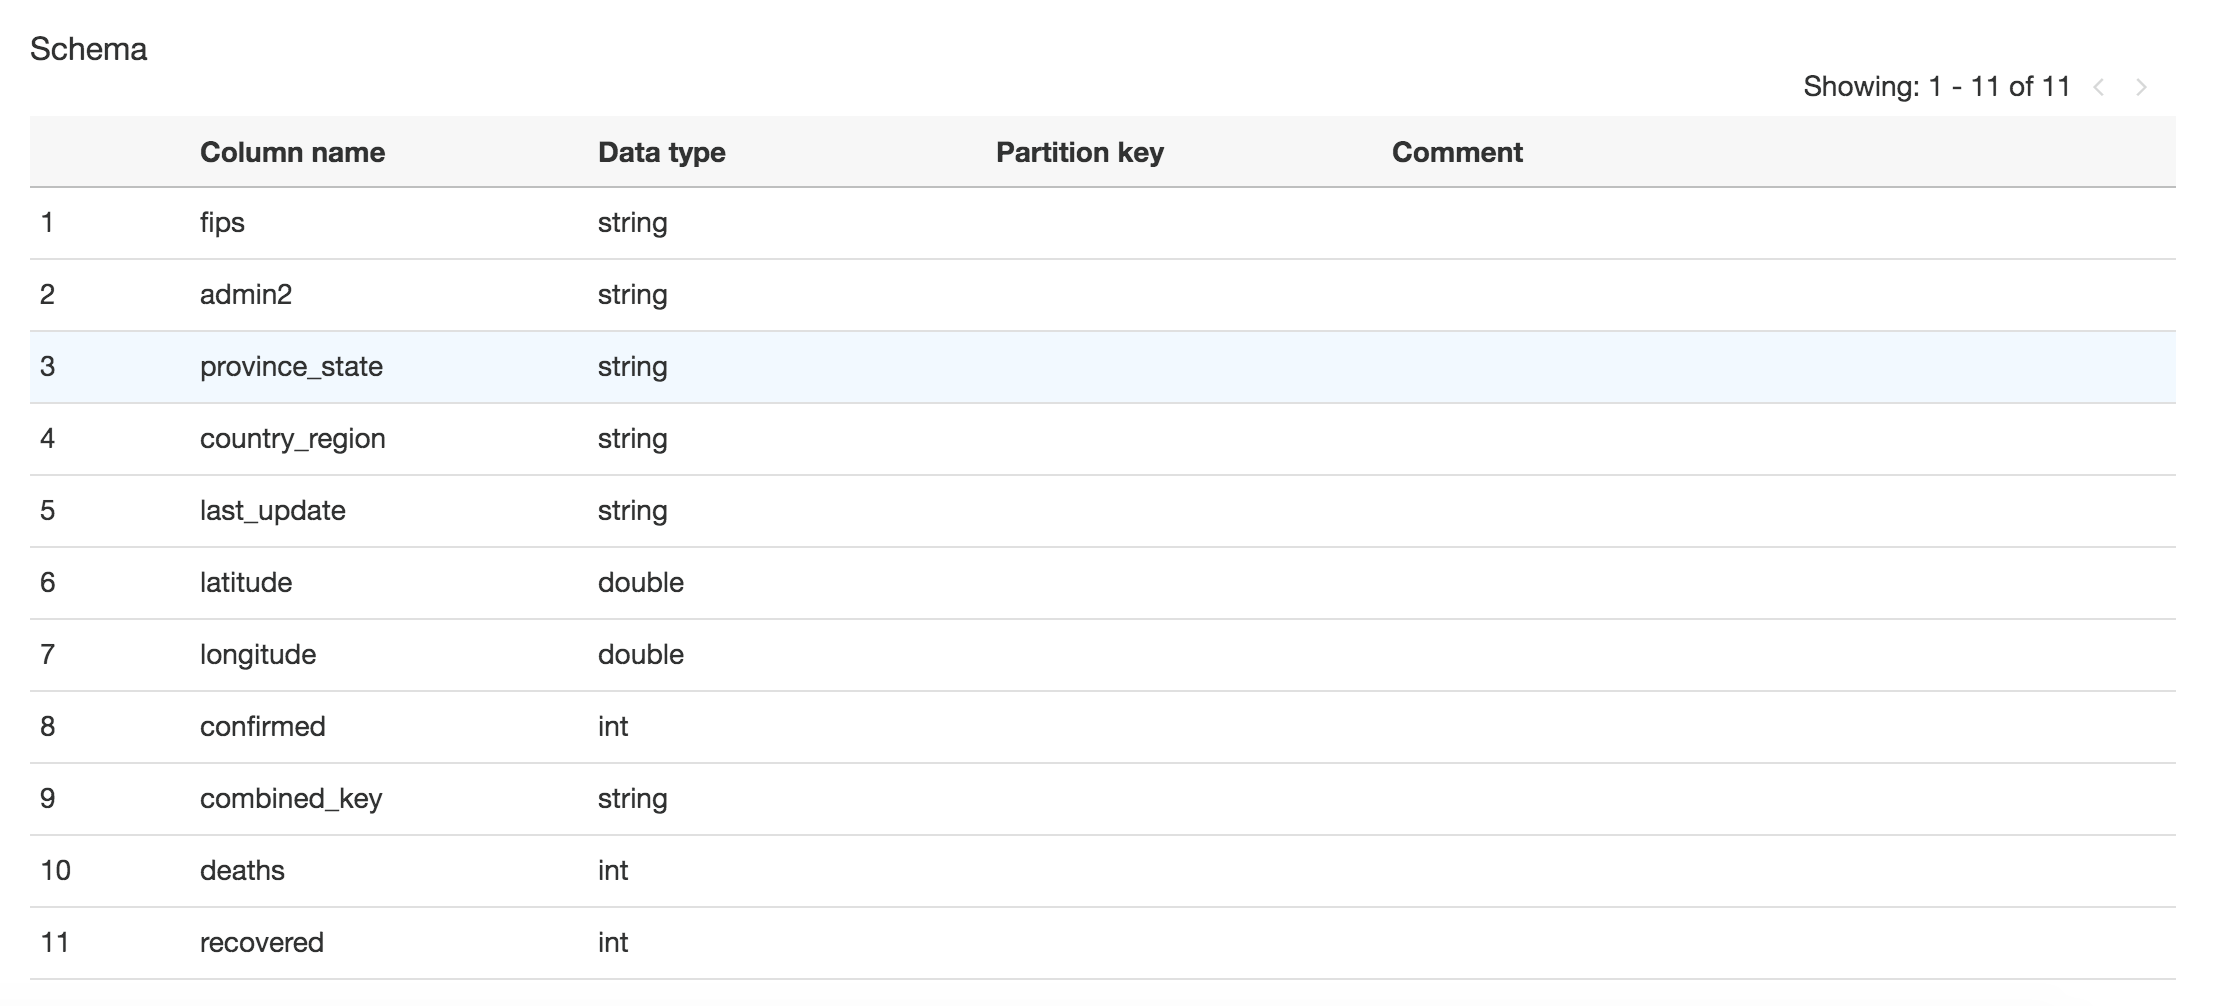 Schema
Showing: 1 - 11 of 11 < >
Column name Data type Partition key Comment
1 fips string
2 admin2 string
3 province_state string
4 country_region string
5 last_update string
6 latitude double
7 longitude double
8 confirmed int
9 combined_key string
10 deaths int
11 recovered int